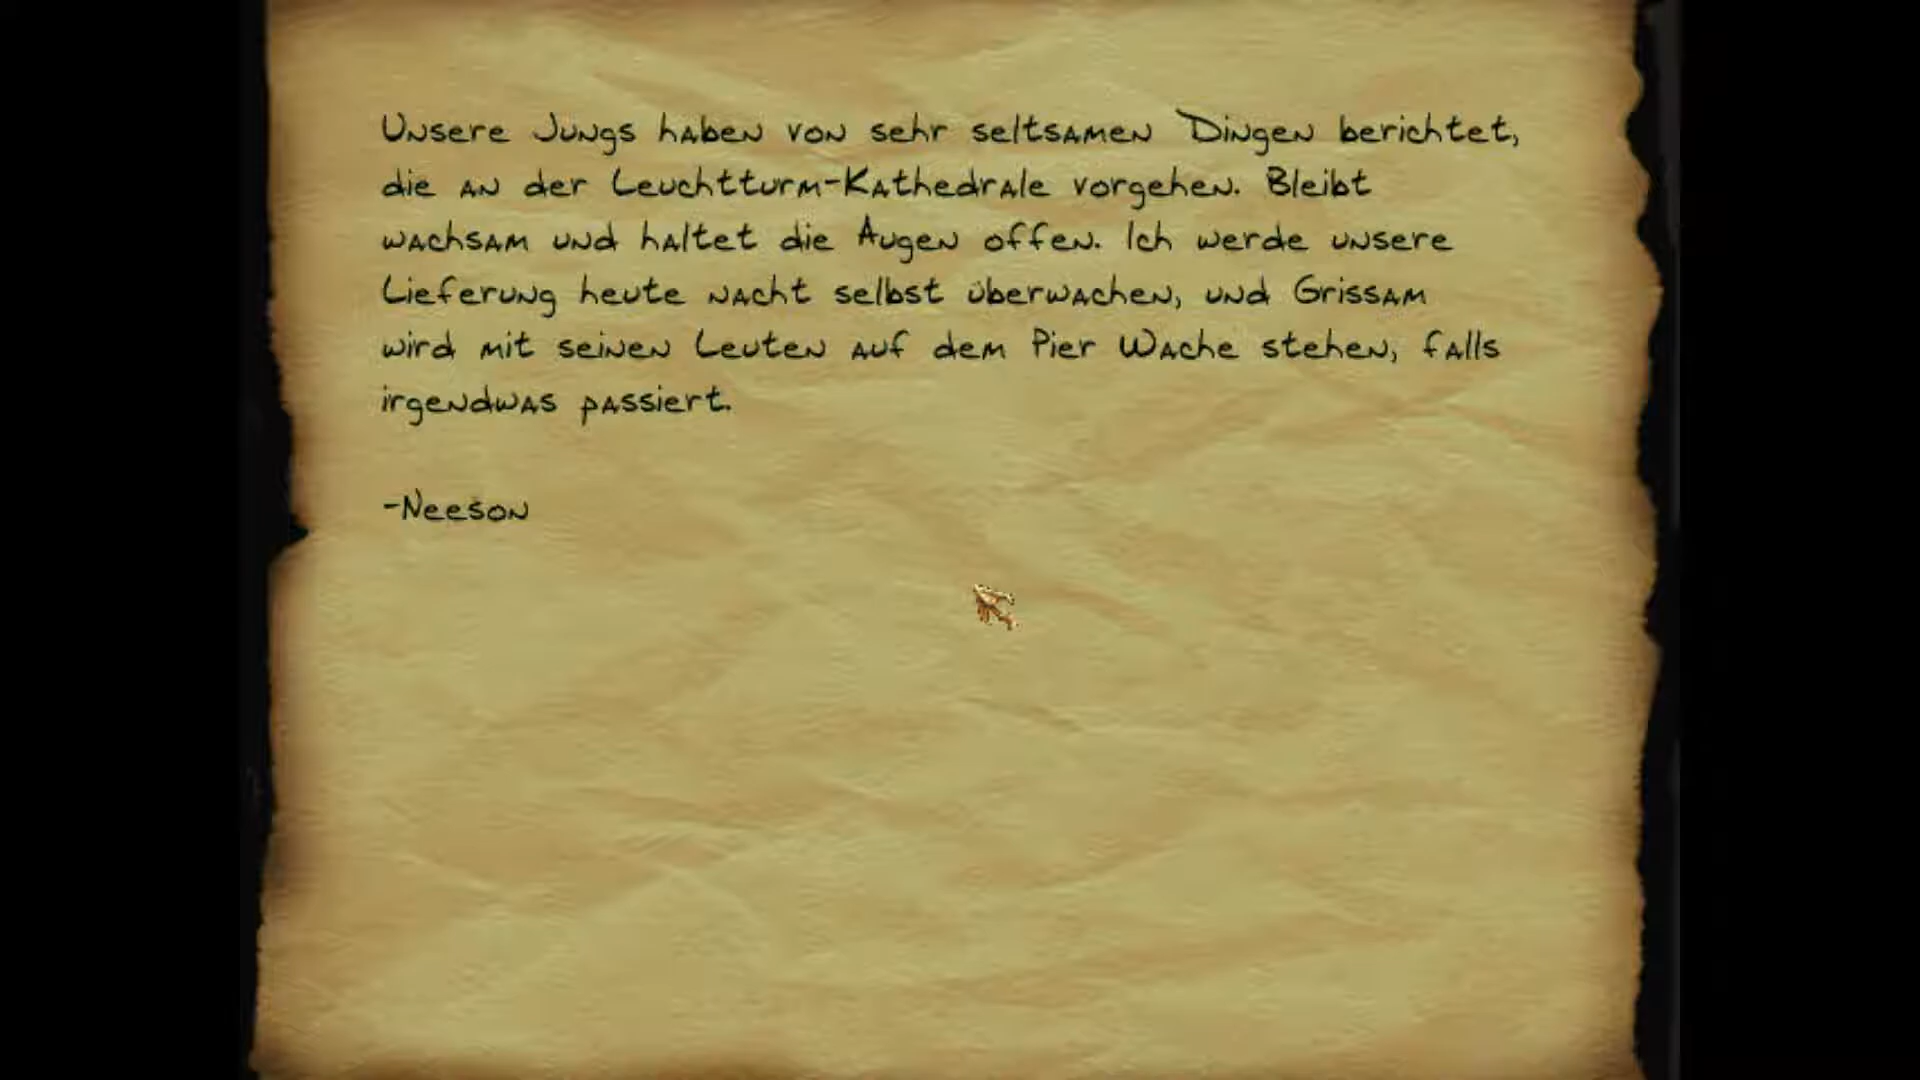 Unsere Jungs haben von sehr seltsamen Dingen berichtet,
die an der Leuchtturm-Kathedrale vorgehen. Bleibt
wachsam und haltet die Augen offen. Ich werde unsere
Lieferung heute nacht selbst überwachen, und Grissam
wird mit seinen Leuten auf dem Pier Wache stehen, falls
irgendwas passiert.
-Neeson